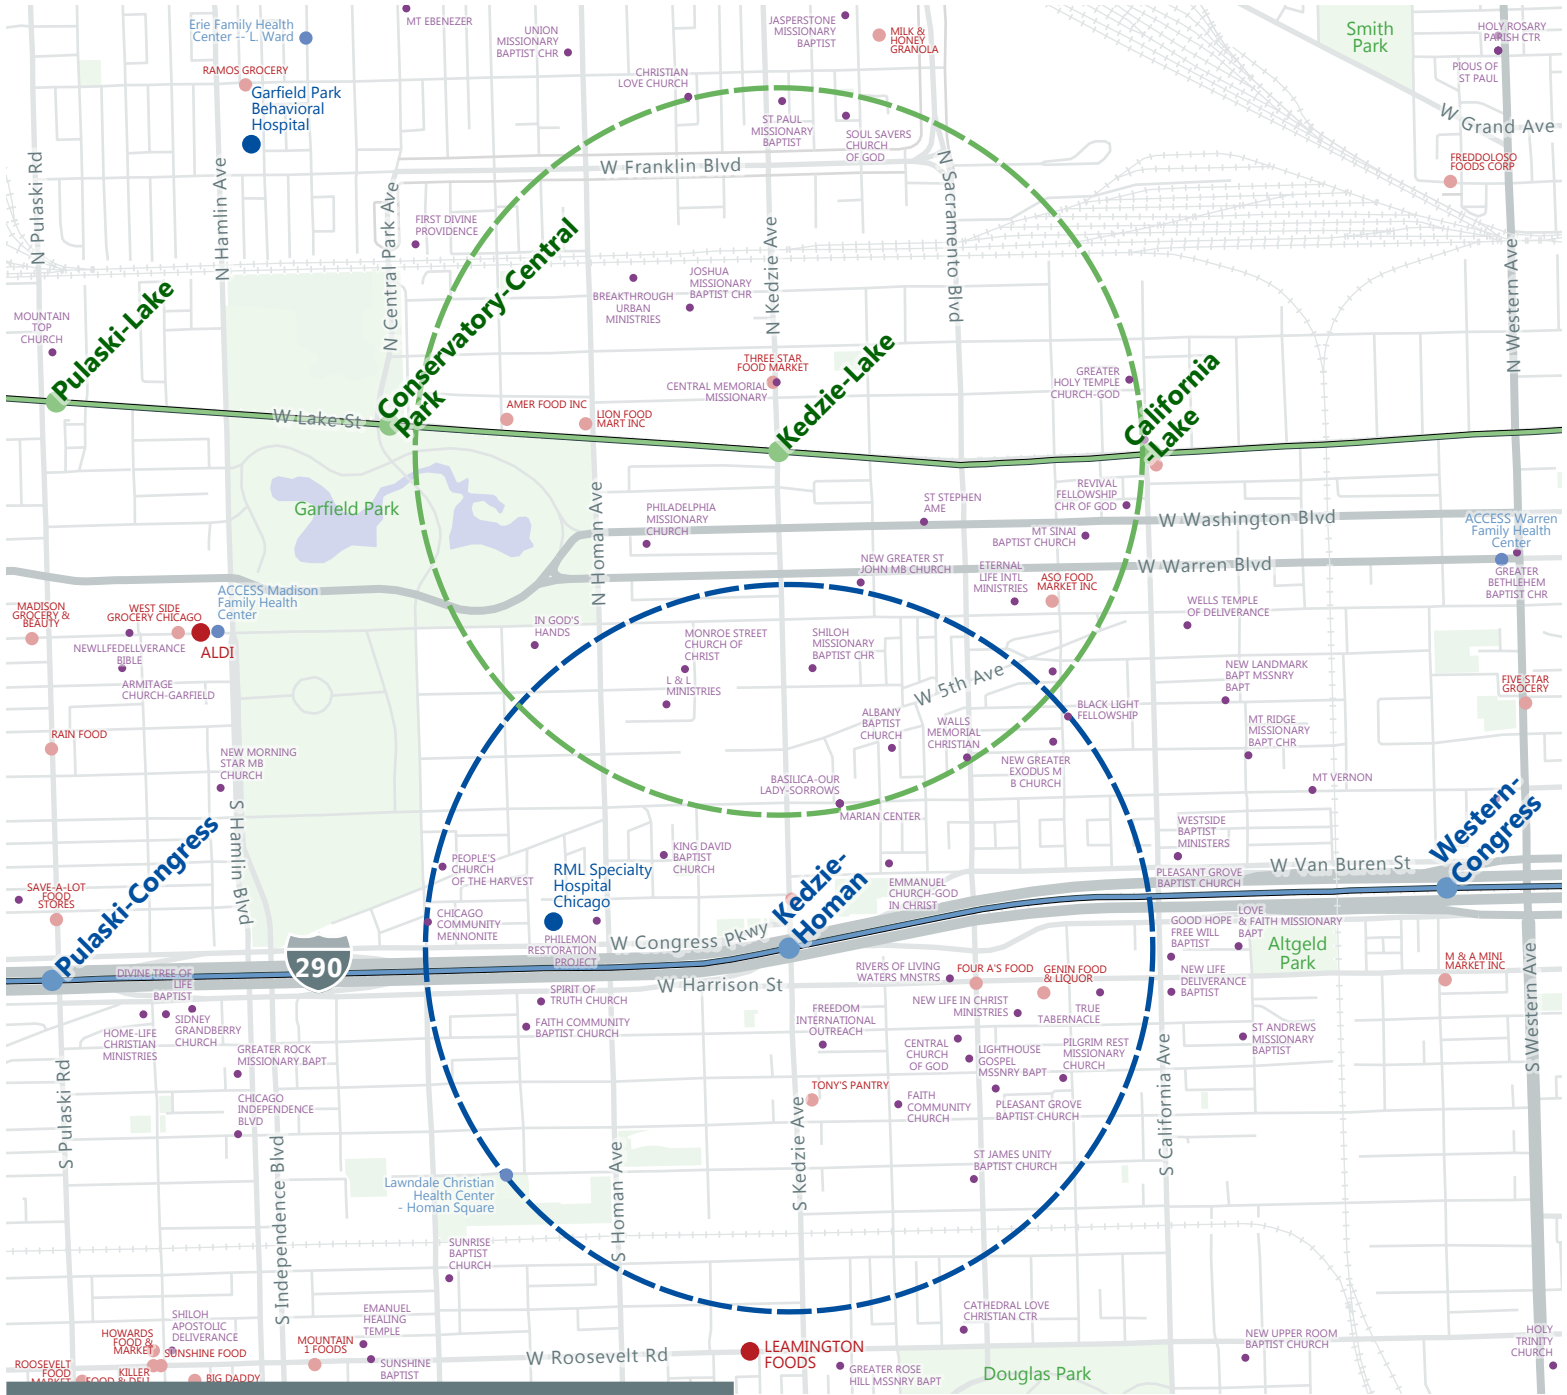 MT EBENEZER
Erie Family Health
Center -- L. Ward
UNION
MISSIONARY
BAPTIST CHR
JASPERSTONE
MISSIONARY
BAPTIST
MILK &
HONEY
GRANOLA
Smith
Park
HOLY ROSARY
PARISH CTR
PIOUS OF
ST PAUL
RAMOS GROCERY
Garfield Park
Behavioral
Hospital
CHRISTIAN
LOVE CHURCH
ST PAUL
MISSIONARY
BAPTIST
SOUL SAVERS
CHURCH
OF GOD
W Grand Ave
FREDDOLOSO
FOODS CORP
W Franklin Blvd
N Pulaski Rd
N Hamlin Ave
N Central Park Ave
N Kedzie Ave
N Sacramento Blvd
N Western Ave
FIRST DIVINE
PROVIDENCE
BREAKTHROUGH
URBAN
MINISTRIES
JOSHUA
MISSIONARY
BAPTIST CHR
MOUNTAIN
TOP
CHURCH
Pulaski-Lake
Conservatory-Central
Park
Kedzie-Lake
California
-Lake
THREE STAR
FOOD MARKET
CENTRAL MEMORIAL
MISSIONARY
GREATER
HOLY TEMPLE
CHURCH-GOD
W Lake St
AMER FOOD INC
LION FOOD
MART INC
Garfield Park
N Homan Ave
PHILADELPHIA
MISSIONARY
CHURCH
ST STEPHEN
AME
REVIVAL
FELLOWSHIP
CHR OF GOD
MT SINAI
BAPTIST CHURCH
W Washington Blvd
W Warren Blvd
ACCESS Warren
Family Health
Center
GREATER
BETHLEHEM
BAPTIST CHR
NEW GREATER ST
JOHN MB CHURCH
ETERNAL
LIFE INTL
MINISTRIES
ASO FOOD
MARKET INC
WELLS TEMPLE
OF DELIVERANCE
MADISON
GROCERY &
BEAUTY
WEST SIDE
GROCERY CHICAGO
ACCESS Madison
Family Health
Center
ALDI
NEWLLFEDELLVERANCE
BIBLE
ARMITAGE
CHURCH-GARFIELD
IN GOD'S
HANDS
MONROE STREET
CHURCH OF
CHRIST
L & L
MINISTRIES
SHILOH
MISSIONARY
BAPTIST CHR
W 5th Ave
ALBANY
BAPTIST
CHURCH
WALLS
MEMORIAL
CHRISTIAN
BLACK LIGHT
FELLOWSHIP
NEW GREATER
EXODUS M
B CHURCH
NEW LANDMARK
BAPT MSSNRY
BAPT
MT RIDGE
MISSIONARY
BAPT CHR
MT VERNON
FIVE STAR
GROCERY
RAIN FOOD
NEW MORNING
STAR MB
CHURCH
BASILICA-OUR
LADY-SORROWS
MARIAN CENTER
S Hamlin Blvd
Pulaski-Congress
Kedzie-
Homan
Western-
Congress
PEOPLE'S
CHURCH
OF THE HARVEST
KING DAVID
BAPTIST
CHURCH
RML Specialty
Hospital
Chicago
WESTSIDE
BAPTIST
MINISTERS
PLEASANT GROVE
BAPTIST CHURCH
W Van Buren St
EMMANUEL
CHURCH-GOD
IN CHRIST
SAVE-A-LOT
FOOD
STORES
CHICAGO
COMMUNITY
MENNONITE
PHILEMON
RESTORATION
PROJECT
W Congress Pkwy
GOOD HOPE
FREE WILL
BAPTIST
LOVE
& FAITH MISSIONARY
BAPT
Altgeld
Park
290
W Harrison St
RIVERS OF LIVING
WATERS MNSTRS
FOUR A'S FOOD
GENIN FOOD
& LIQUOR
NEW LIFE
DELIVERANCE
BAPTIST
M & A MINI
MARKET INC
DIVINE TREE OF
LIFE
BAPTIST
HOME-LIFE
CHRISTIAN
MINISTRIES
SIDNEY
GRANDBERRY
CHURCH
SPIRIT OF
TRUTH CHURCH
FAITH COMMUNITY
BAPTIST CHURCH
FREEDOM
INTERNATIONAL
OUTREACH
NEW LIFE IN CHRIST
MINISTRIES
TRUE
TABERNACLE
CENTRAL
CHURCH
OF GOD
LIGHTHOUSE
GOSPEL
MSSNRY BAPT
PILGRIM REST
MISSIONARY
CHURCH
ST ANDREWS
MISSIONARY
BAPTIST
GREATER ROCK
MISSIONARY BAPT
CHICAGO
INDEPENDENCE
BLVD
TONY'S PANTRY
FAITH
COMMUNITY
CHURCH
PLEASANT GROVE
BAPTIST CHURCH
S Pulaski Rd
S Independence Blvd
S Homan Ave
S Kedzie Ave
S California Ave
S Western Ave
ST JAMES UNITY
BAPTIST CHURCH
Lawndale Christian
Health Center
- Homan Square
SUNRISE
BAPTIST
CHURCH
SHILOH
APOSTOLIC
DELIVERANCE
EMANUEL
HEALING
TEMPLE
CATHEDRAL LOVE
CHRISTIAN CTR
HOWARDS
FOOD &
MARKET
SUNSHINE FOOD
MOUNTAIN
1 FOODS
SUNSHINE
BAPTIST
W Roosevelt Rd
LEAMINGTON
FOODS
GREATER ROSE
HILL MSSNRY BAPT
Douglas Park
NEW UPPER ROOM
BAPTIST CHURCH
HOLY
TRINITY
CHURCH
ROOSEVELT
FOOD
MARKET
KILLER
FOOD & DELI
BIG DADDY